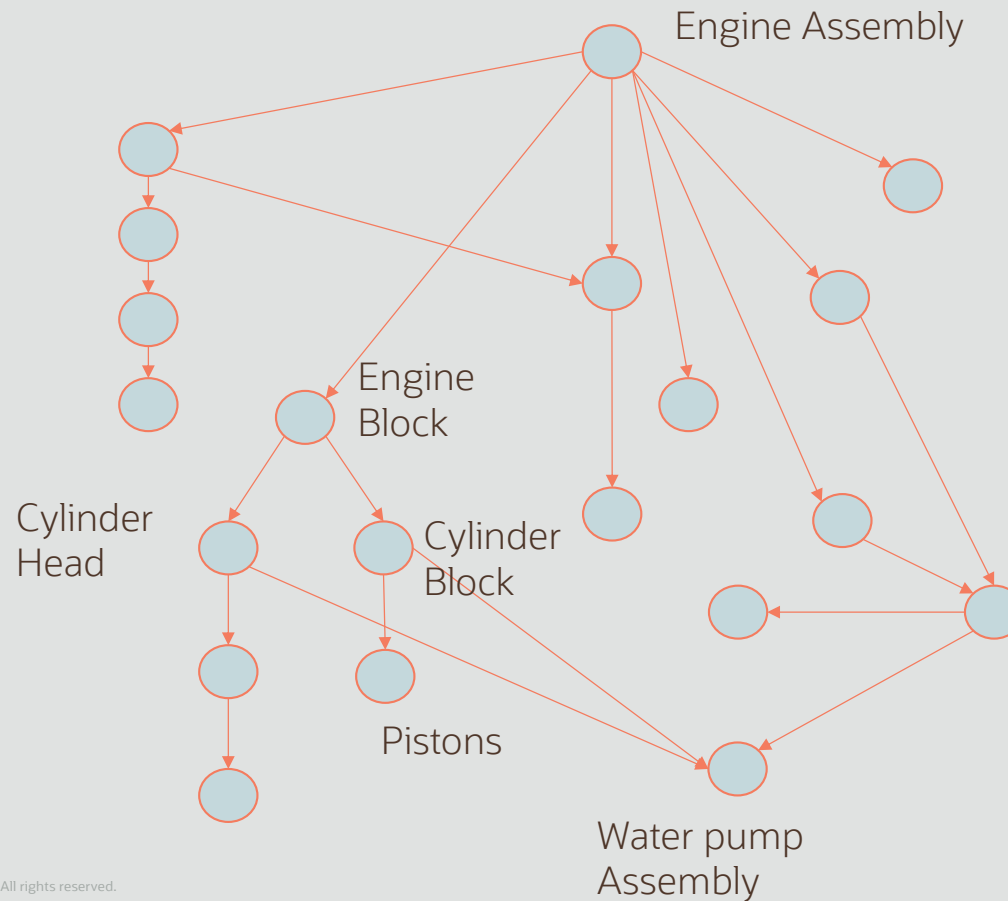 Engine Assembly
Engine
Block
Cylinder
Head
Cylinder
Block
Pistons
Water pump
Assembly
All rights reserved.